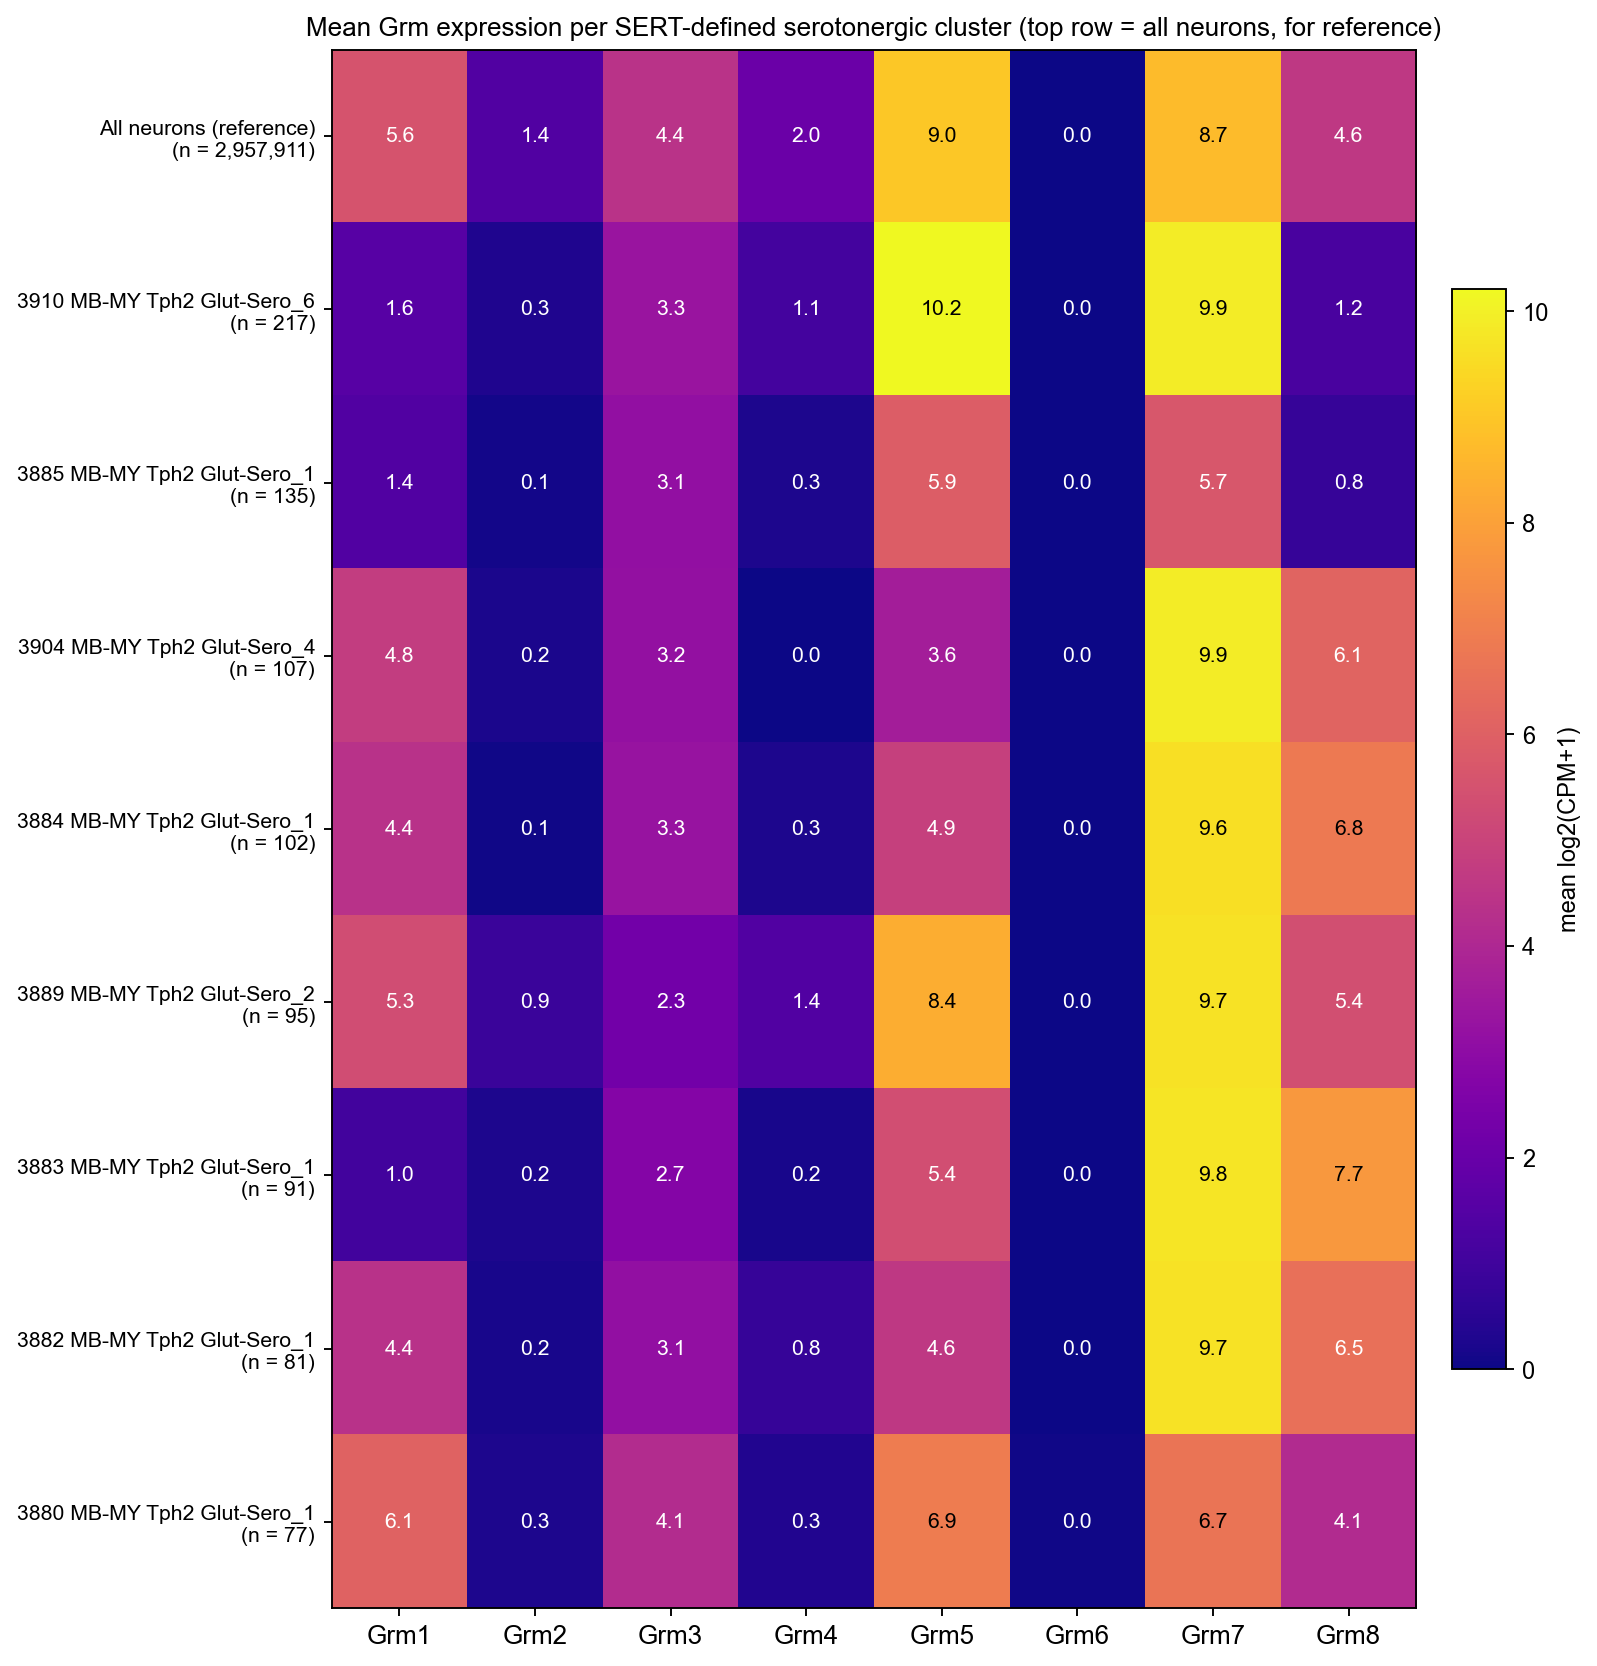 Mean Grm expression per SERT-defined serotonergic cluster (top row = all neurons, for reference)
All neurons (reference)
(n = 2,957,911)
5.6 1.4 4.4 2.0 9.0 0.0 8.7 4.6
3910 MB-MY Tph2 Glut-Sero_6
(n = 217)
1.6 0.3 3.3 1.1 10.2 0.0 9.9 1.2
3885 MB-MY Tph2 Glut-Sero_1
(n = 135)
1.4 0.1 3.1 0.3 5.9 0.0 5.7 0.8
3904 MB-MY Tph2 Glut-Sero_4
(n = 107)
4.8 0.2 3.2 0.0 3.6 0.0 9.9 6.1
3884 MB-MY Tph2 Glut-Sero_1
(n = 102)
4.4 0.1 3.3 0.3 4.9 0.0 9.6 6.8
3889 MB-MY Tph2 Glut-Sero_2
(n = 95)
5.3 0.9 2.3 1.4 8.4 0.0 9.7 5.4
3883 MB-MY Tph2 Glut-Sero_1
(n = 91)
1.0 0.2 2.7 0.2 5.4 0.0 9.8 7.7
3882 MB-MY Tph2 Glut-Sero_1
(n = 81)
4.4 0.2 3.1 0.8 4.6 0.0 9.7 6.5
3880 MB-MY Tph2 Glut-Sero_1
(n = 77)
6.1 0.3 4.1 0.3 6.9 0.0 6.7 4.1
Grm1 Grm2 Grm3 Grm4 Grm5 Grm6 Grm7 Grm8
10
8
6
4
2
0
mean log2(CPM+1)